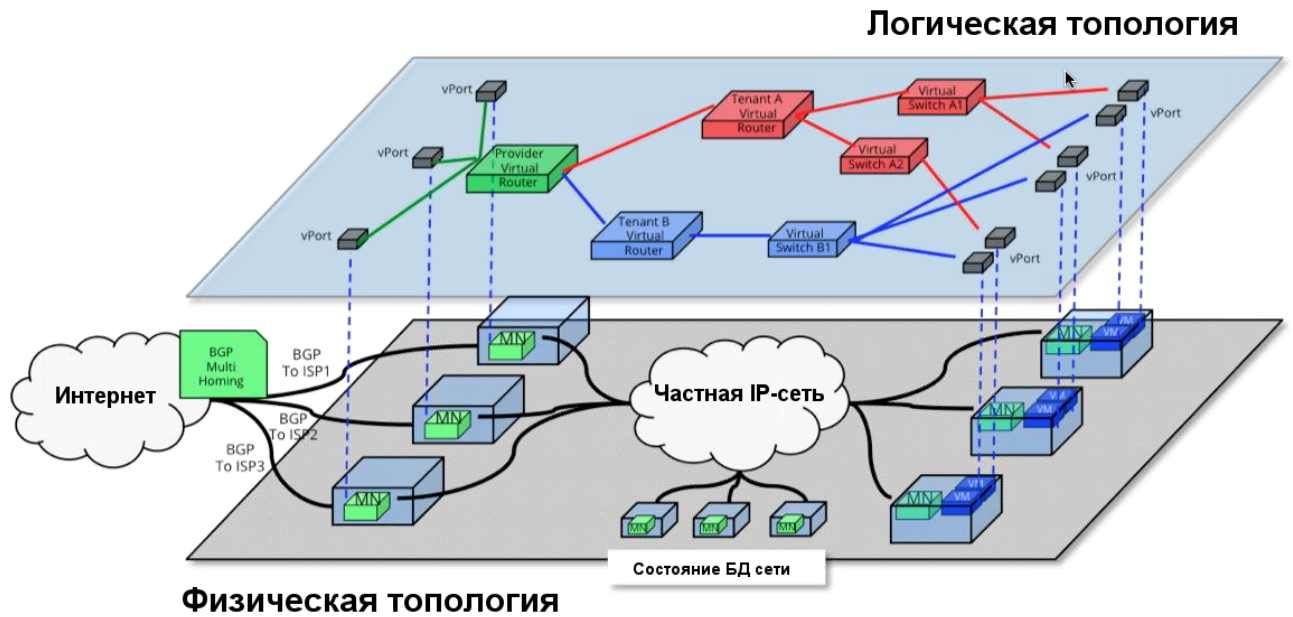 Логическая топология
vPort
vPort
vPort
Provider
Virtual
Router
Tenant A
Virtual
Router
Virtual
Switch A1
Virtual
Switch A2
Tenant B
Virtual
Router
Virtual
Switch B1
vPort
vPort
vPort
Интернет
BGP
Multi
Homing
BGP
To ISP1
BGP
To ISP2
BGP
To ISP3
MN
MN
MN
Частная IP-сеть
MN
VM
VM
MN
VM
VM
MN
VM
VM
MN
MN
MN
Состояние БД сети
Физическая топология